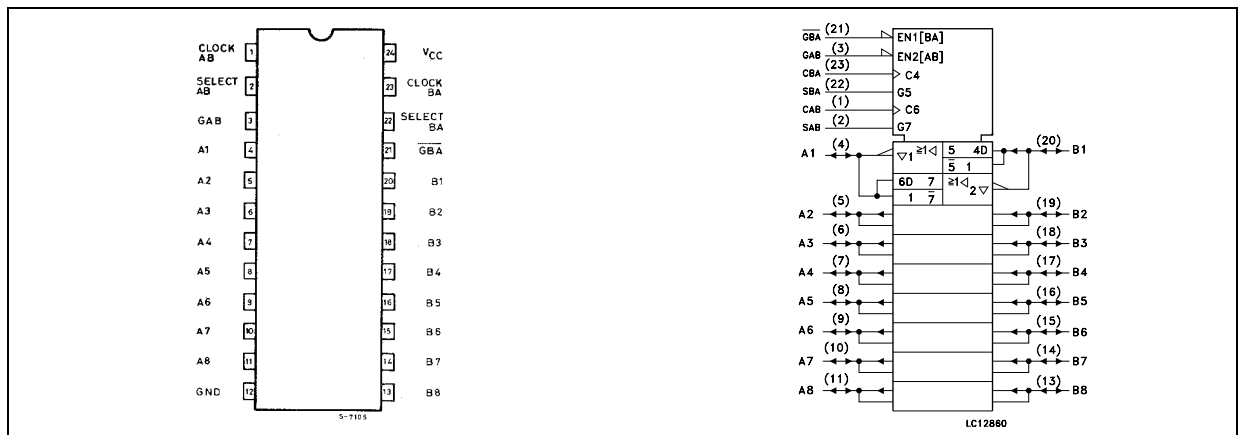 CLOCK AB 1 24 VCC
SELECT AB 2 23 CLOCK BA
GAB 3 22 SELECT BA
A1 4 21 GBA
A2 5 20 B1
A3 6 19 B2
A4 7 18 B3
A5 8 17 B4
A6 9 16 B5
A7 10 15 B6
A8 11 14 B7
GND 12 13 B8
S-7105
GBA (21) EN1[BA]
GAB (3) EN2[AB]
CBA (23) C4
SBA (22) G5
CAB (1) C6
SAB (2) G7
A1 (4) ▽1 ≥1◁ 5 4D (20) B1
5 1
6D 7 ≥1◁ 2▽
1 7
A2 (5) (19) B2
A3 (6) (18) B3
A4 (7) (17) B4
A5 (8) (16) B5
A6 (9) (15) B6
A7 (10) (14) B7
A8 (11) (13) B8
LC12860